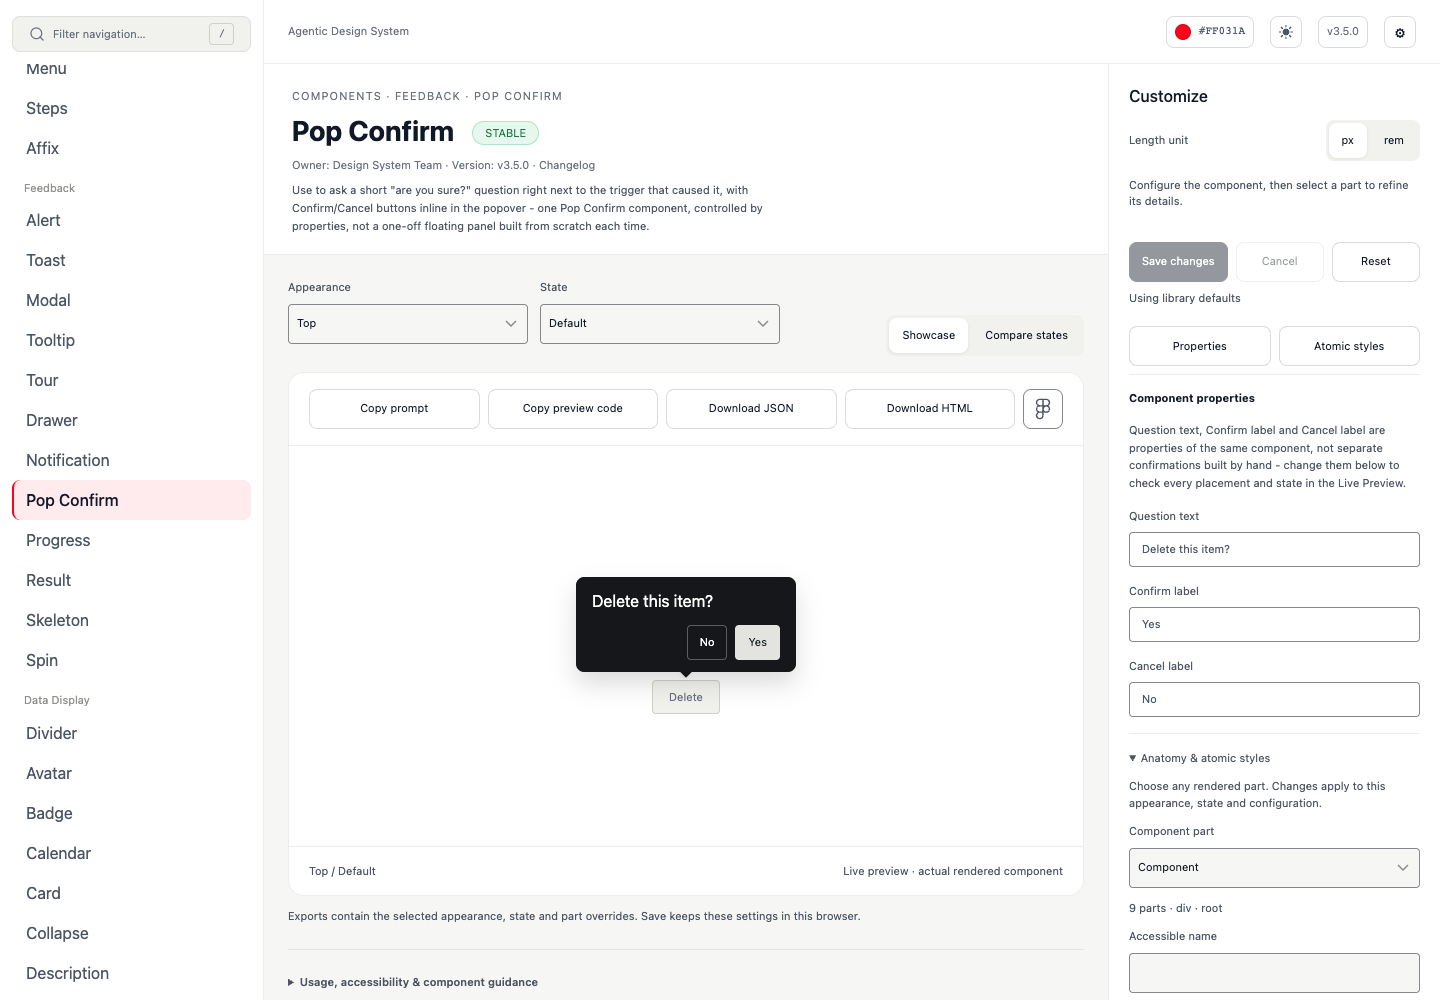 Filter navigation...
/
Menu
Steps
Affix
Feedback
Alert
Toast
Modal
Tooltip
Tour
Drawer
Notification
Pop Confirm
Progress
Result
Skeleton
Spin
Data Display
Divider
Avatar
Badge
Calendar
Card
Collapse
Description
Agentic Design System
#FF031A
v3.5.0
COMPONENTS · FEEDBACK · POP CONFIRM
Pop Confirm
STABLE
Owner: Design System Team · Version: v3.5.0 · Changelog
Use to ask a short "are you sure?" question right next to the trigger that caused it, with
Confirm/Cancel buttons inline in the popover - one Pop Confirm component, controlled by
properties, not a one-off floating panel built from scratch each time.
Appearance
Top
State
Default
Showcase
Compare states
Copy prompt
Copy preview code
Download JSON
Download HTML
Delete this item?
No
Yes
Delete
Top / Default
Live preview · actual rendered component
Exports contain the selected appearance, state and part overrides. Save keeps these settings in this browser.
Usage, accessibility & component guidance
Customize
Length unit
px
rem
Configure the component, then select a part to refine
its details.
Save changes
Cancel
Reset
Using library defaults
Properties
Atomic styles
Component properties
Question text, Confirm label and Cancel label are
properties of the same component, not separate
confirmations built by hand - change them below to
check every placement and state in the Live Preview.
Question text
Delete this item?
Confirm label
Yes
Cancel label
No
Anatomy & atomic styles
Choose any rendered part. Changes apply to this
appearance, state and configuration.
Component part
Component
9 parts · div · root
Accessible name